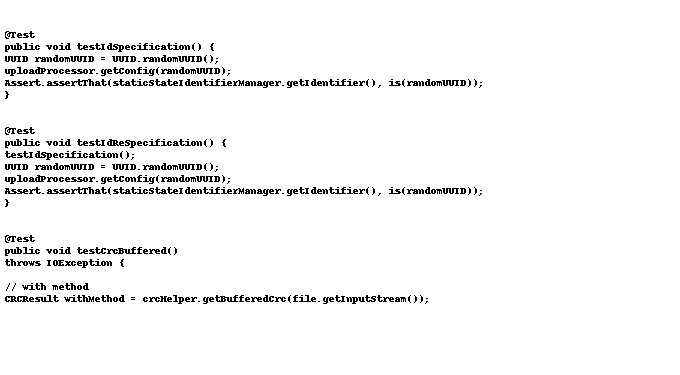 @Test
public void testIdSpecification() {
UUID randomUUID = UUID.randomUUID();
uploadProcessor.getConfig(randomUUID);
Assert.assertThat(staticStateIdentifierManager.getIdentifier(), is(randomUUID));
}
@Test
public void testIdReSpecification() {
testIdSpecification();
UUID randomUUID = UUID.randomUUID();
uploadProcessor.getConfig(randomUUID);
Assert.assertThat(staticStateIdentifierManager.getIdentifier(), is(randomUUID));
}
@Test
public void testCrcBuffered()
throws IOException {
// with method
CRCResult withMethod = crcHelper.getBufferedCrc(file.getInputStream());